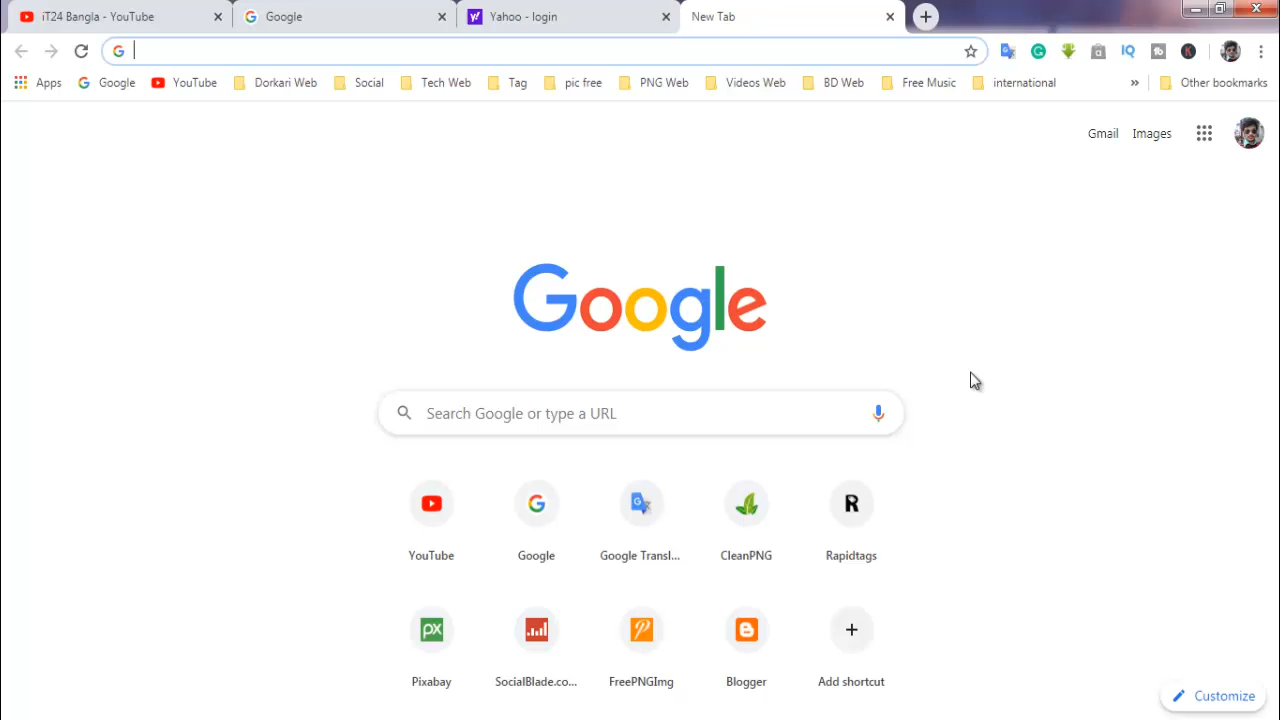 iT24 Bangla - YouTube
Google
Yahoo - login
New Tab
Apps
Google
YouTube
Dorkari Web
Social
Tech Web
Tag
pic free
PNG Web
Videos Web
BD Web
Free Music
international
Other bookmarks
Gmail
Images
Google
Search Google or type a URL
YouTube
Google
Google Transl...
CleanPNG
Rapidtags
Pixabay
SocialBlade.co...
FreePNGImg
Blogger
Add shortcut
Customize